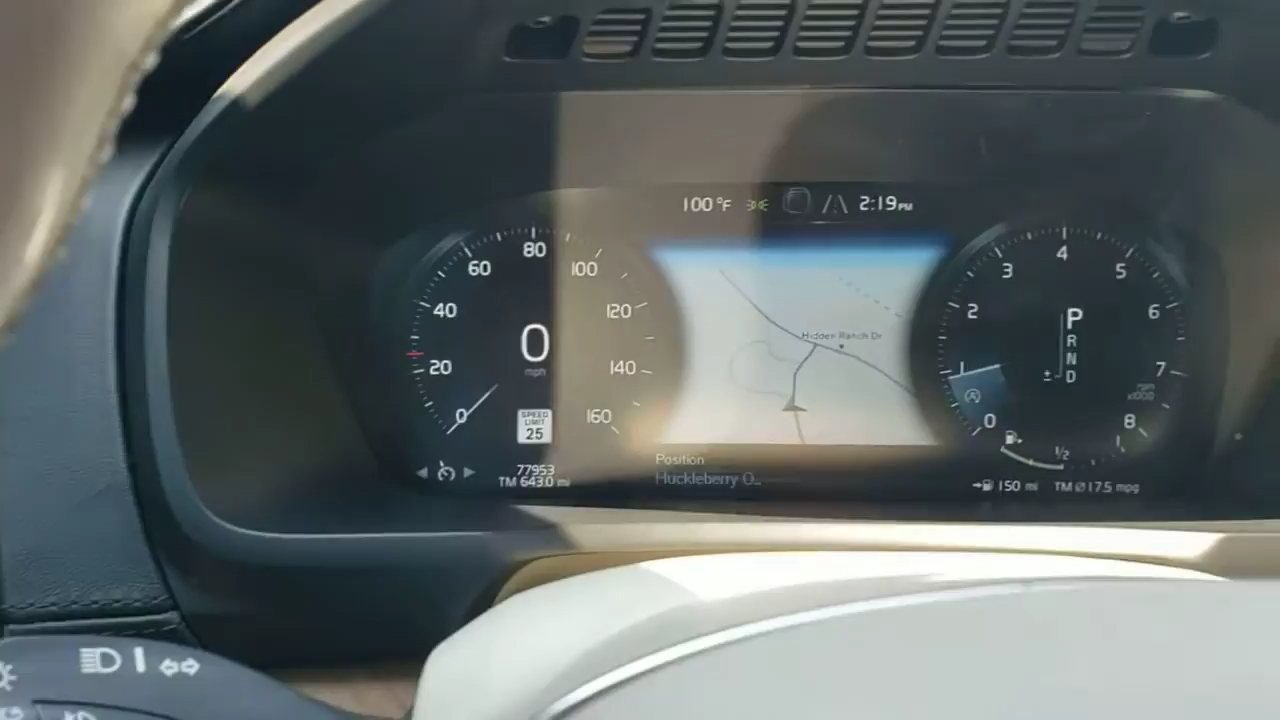 100 °F 2:19 PM
80
60
100
40
120
0
mph
20
140
0
160
SPEED
LIMIT
25
77953
TM 643.0 mi
Hidden Ranch Dr
Position
Huckleberry O...
4
3
5
2
6
P
R
N
± D
1
7
rpm
x1000
0
8
1/2
150 mi
TM Ø 17.5 mpg